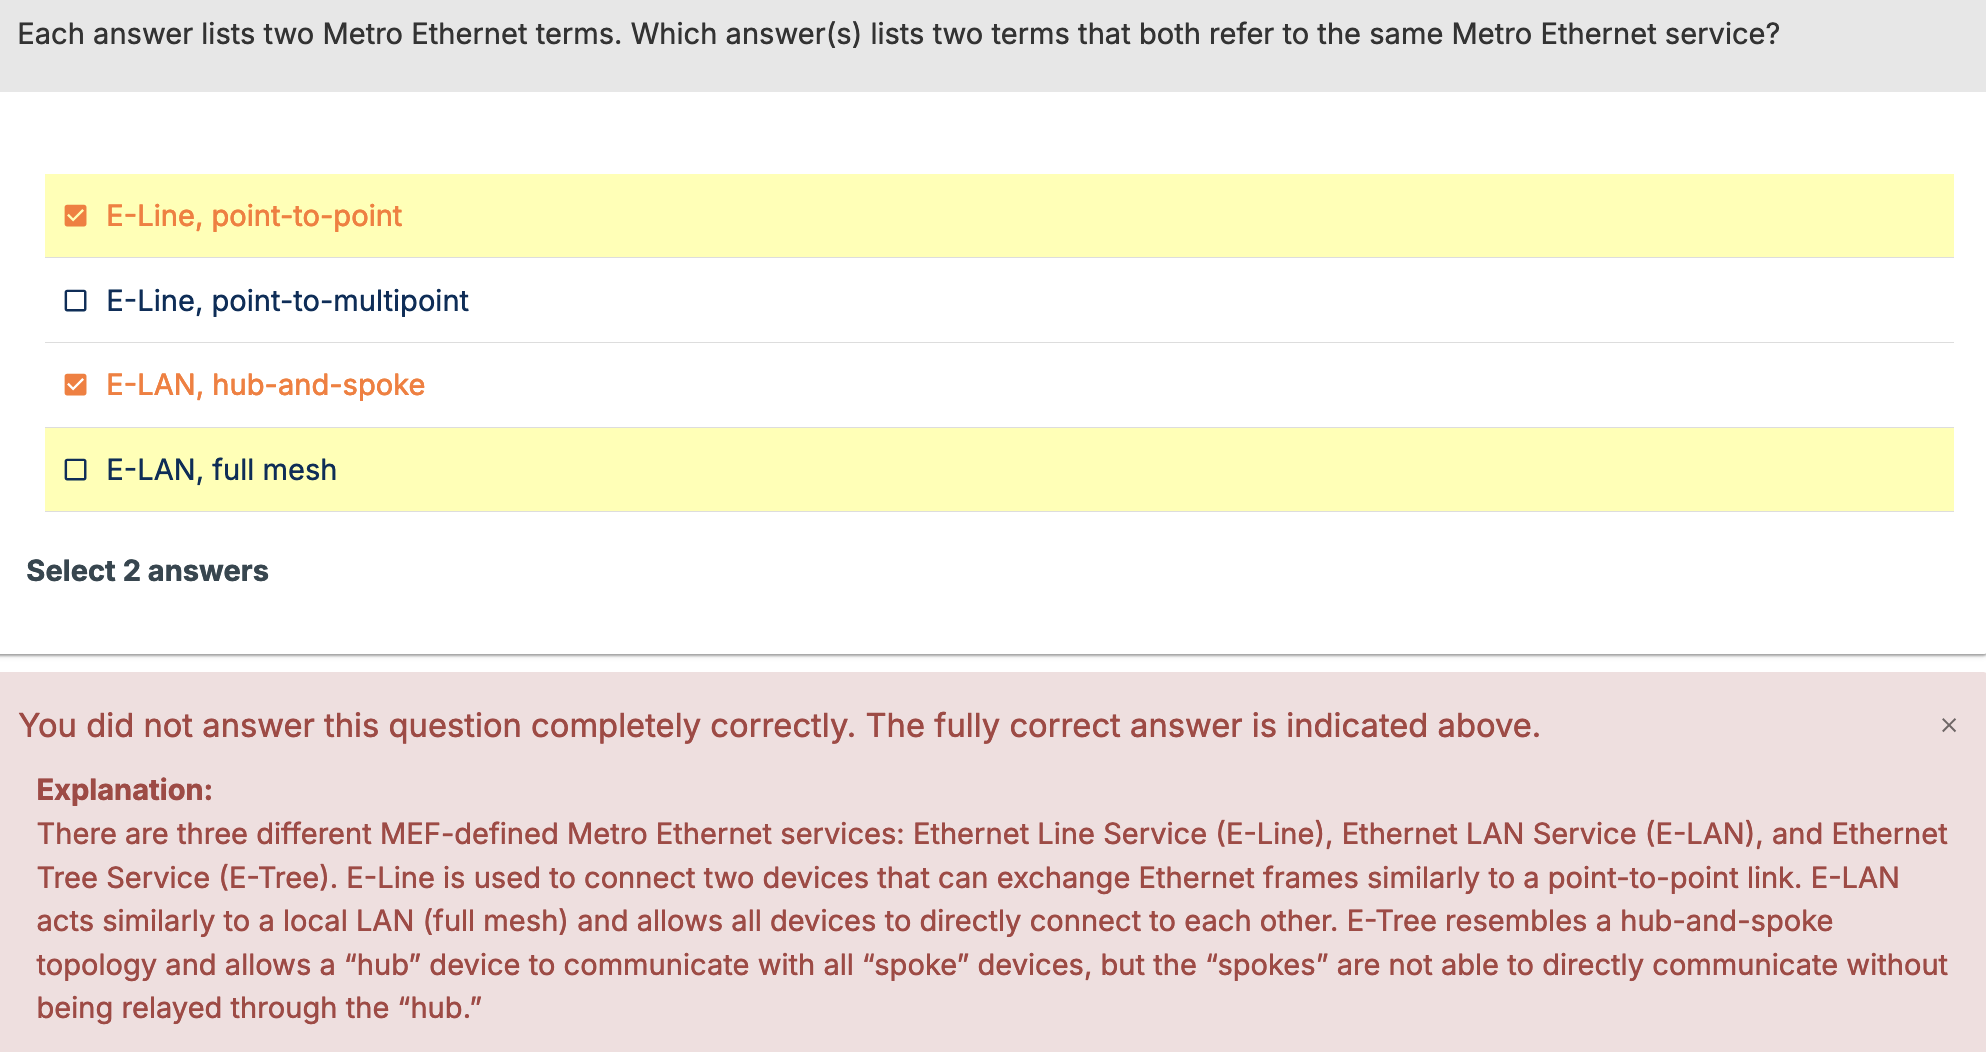 Each answer lists two Metro Ethernet terms. Which answer(s) lists two terms that both refer to the same Metro Ethernet service?
E-Line, point-to-point
E-Line, point-to-multipoint
E-LAN, hub-and-spoke
E-LAN, full mesh
Select 2 answers
You did not answer this question completely correctly. The fully correct answer is indicated above.
Explanation:
There are three different MEF-defined Metro Ethernet services: Ethernet Line Service (E-Line), Ethernet LAN Service (E-LAN), and Ethernet
Tree Service (E-Tree). E-Line is used to connect two devices that can exchange Ethernet frames similarly to a point-to-point link. E-LAN
acts similarly to a local LAN (full mesh) and allows all devices to directly connect to each other. E-Tree resembles a hub-and-spoke
topology and allows a “hub” device to communicate with all “spoke” devices, but the “spokes” are not able to directly communicate without
being relayed through the “hub.”